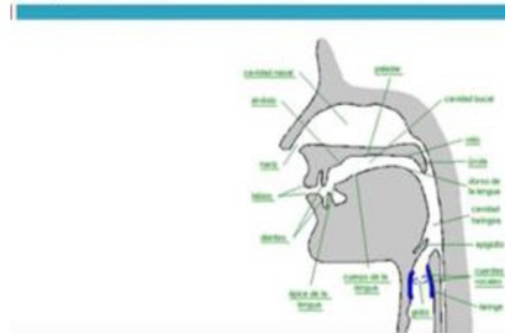 cavidad nasal
paladar
alvéolo
cavidad bucal
velo
nariz
úvula
labios
dorso de
la lengua
cavidad
faríngea
dientes
epiglotis
cuerpo de la
lengua
cuerdas
vocales
ápice de la
lengua
glotis
laringe